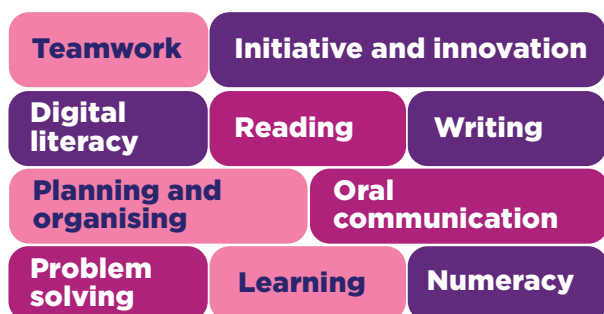 Teamwork
Initiative and innovation
Digital
literacy
Reading
Writing
Planning and
organising
Oral
communication
Problem
solving
Learning
Numeracy